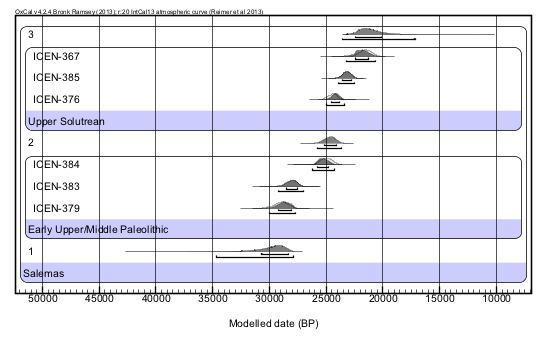 OxCal v4.2.4 Bronk Ramsey (2013); r:20 IntCal13 atmospheric curve (Reimer et al 2013)
3
ICEN-367
ICEN-385
ICEN-376
Upper Solutrean
2
ICEN-384
ICEN-383
ICEN-379
Early Upper/Middle Paleolithic
1
Salemas
50000 45000 40000 35000 30000 25000 20000 15000 10000
Modelled date (BP)